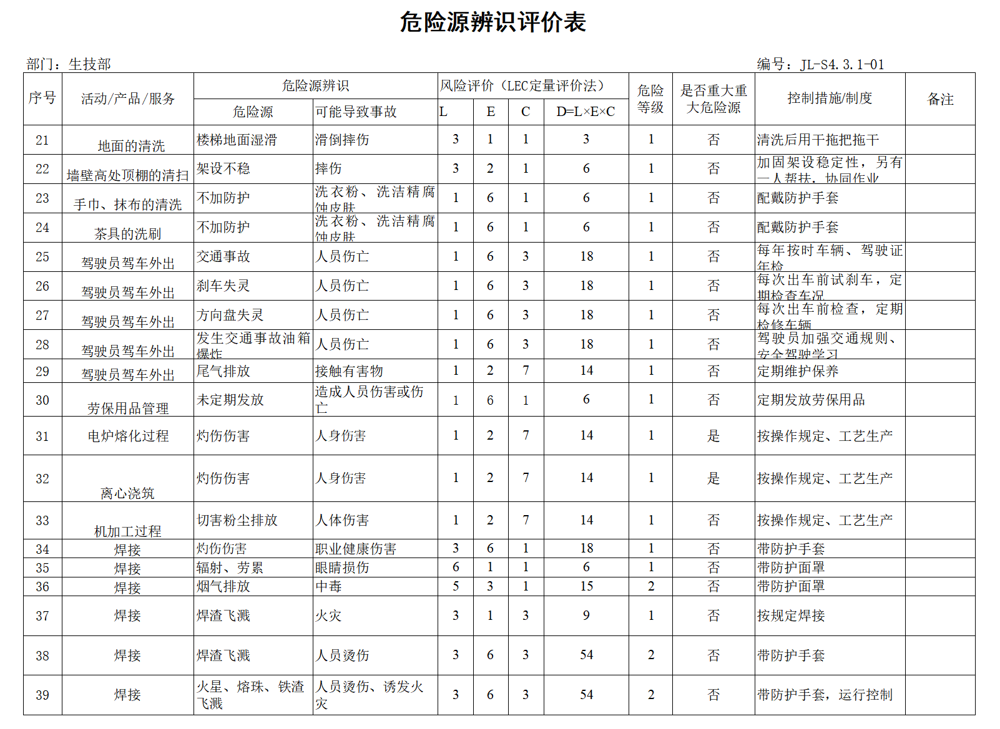 危险源辨识评价表
部门：生技部 编号：JL-S4.3.1-01
序号 活动/产品/服务 危险源辨识 风险评价（LEC定量评价法） 危险等级 是否重大重大危险源 控制措施/制度 备注
危险源 可能导致事故 L E C D=L×E×C
21 地面的清洗 楼梯地面湿滑 滑倒摔伤 3 1 1 3 1 否 清洗后用干拖把拖干
22 墙壁高处顶棚的清扫 架设不稳 摔伤 3 2 1 6 1 否 加固架设稳定性，另有一人帮扶.协同作业
23 手巾、抹布的清洗 不加防护 洗衣粉、洗洁精腐蚀皮肤 1 6 1 6 1 否 配戴防护手套
24 茶具的洗刷 不加防护 洗衣粉、洗洁精腐蚀皮肤 1 6 1 6 1 否 配戴防护手套
25 驾驶员驾车外出 交通事故 人员伤亡 1 6 3 18 1 否 每年按时车辆、驾驶证年检
26 驾驶员驾车外出 刹车失灵 人员伤亡 1 6 3 18 1 否 每次出车前试刹车，定期检查车况
27 驾驶员驾车外出 方向盘失灵 人员伤亡 1 6 3 18 1 否 每次出车前检查，定期检修车辆
28 驾驶员驾车外出 发生交通事故油箱爆炸 人员伤亡 1 6 3 18 1 否 驾驶员加强交通规则、安全驾驶学习
29 驾驶员驾车外出 尾气排放 接触有害物 1 2 7 14 1 否 定期维护保养
30 劳保用品管理 未定期发放 造成人员伤害或伤亡 1 6 1 6 1 否 定期发放劳保用品
31 电炉熔化过程 灼伤伤害 人身伤害 1 2 7 14 1 是 按操作规定、工艺生产
32 离心浇筑 灼伤伤害 人身伤害 1 2 7 14 1 是 按操作规定、工艺生产
33 机加工过程 切害粉尘排放 人体伤害 1 2 7 14 1 否 按操作规定、工艺生产
34 焊接 灼伤伤害 职业健康伤害 3 6 1 18 1 否 带防护手套
35 焊接 辐射、劳累 眼睛损伤 6 1 1 6 1 否 带防护面罩
36 焊接 烟气排放 中毒 5 3 1 15 2 否 带防护面罩
37 焊接 焊渣飞溅 火灾 3 1 3 9 1 否 按规定焊接
38 焊接 焊渣飞溅 人员烫伤 3 6 3 54 2 否 带防护手套
39 焊接 火星、熔珠、铁渣飞溅 人员烫伤、诱发火灾 3 6 3 54 2 否 带防护手套，运行控制